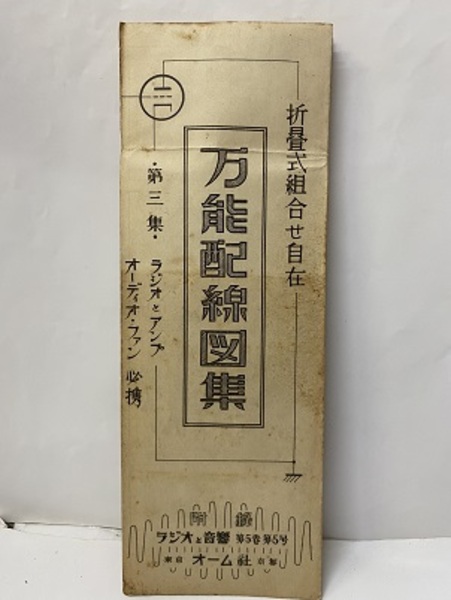 折疊式組合せ自在
万能配線図集
・第三集・
ラジオとアンプ
オーディオ・ファン 必携
附録
ラジオと音響 第5巻第5号
オーム社